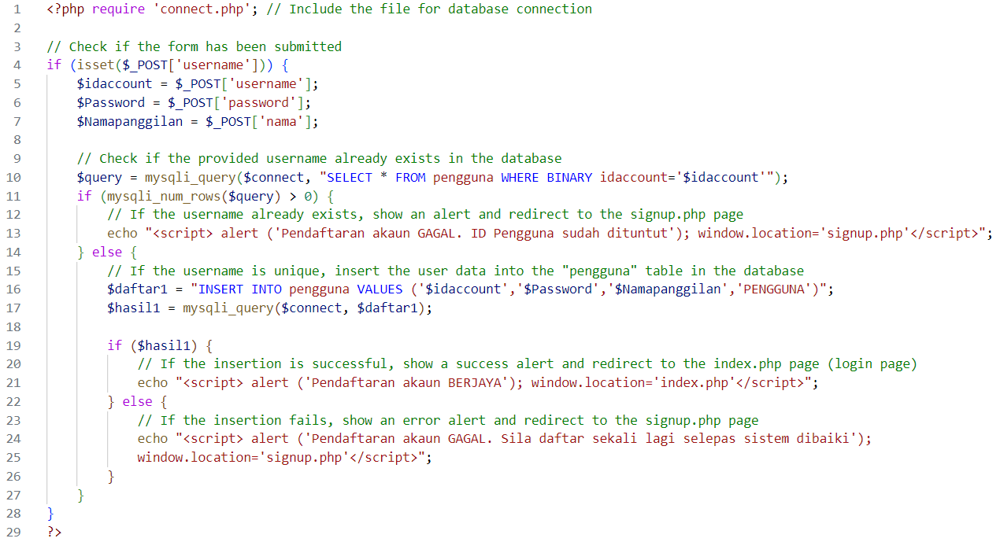 1 <?php require 'connect.php'; // Include the file for database connection
2
3 // Check if the form has been submitted
4 if (isset($_POST['username'])) {
5 $idaccount = $_POST['username'];
6 $Password = $_POST['password'];
7 $Namapanggilan = $_POST['nama'];
8
9 // Check if the provided username already exists in the database
10 $query = mysqli_query($connect, "SELECT * FROM pengguna WHERE BINARY idaccount='$idaccount'");
11 if (mysqli_num_rows($query) > 0) {
12 // If the username already exists, show an alert and redirect to the signup.php page
13 echo "<script> alert ('Pendaftaran akaun GAGAL. ID Pengguna sudah dituntut'); window.location='signup.php'</script>";
14 } else {
15 // If the username is unique, insert the user data into the "pengguna" table in the database
16 $daftar1 = "INSERT INTO pengguna VALUES ('$idaccount','$Password','$Namapanggilan','PENGGUNA')";
17 $hasil1 = mysqli_query($connect, $daftar1);
18
19 if ($hasil1) {
20 // If the insertion is successful, show a success alert and redirect to the index.php page (login page)
21 echo "<script> alert ('Pendaftaran akaun BERJAYA'); window.location='index.php'</script>";
22 } else {
23 // If the insertion fails, show an error alert and redirect to the signup.php page
24 echo "<script> alert ('Pendaftaran akaun GAGAL. Sila daftar sekali lagi selepas sistem dibaiki');
25 window.location='signup.php'</script>";
26 }
27 }
28 }
29 ?>